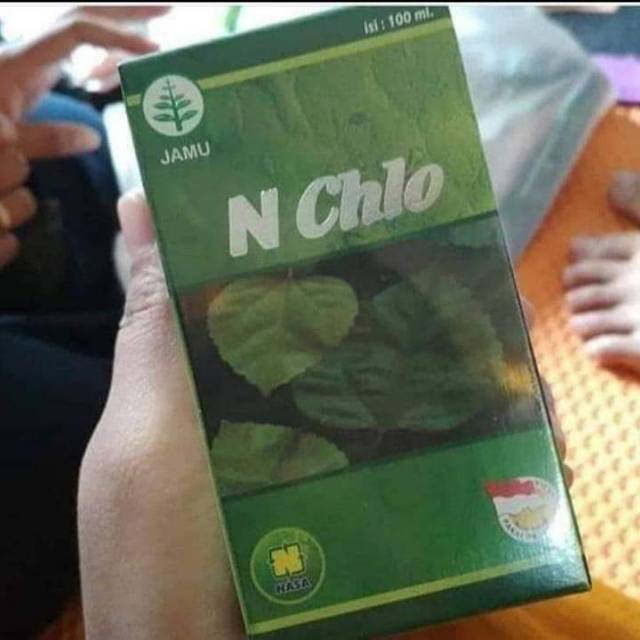 isi : 100 ml.
JAMU
N Chlo
N
NASA